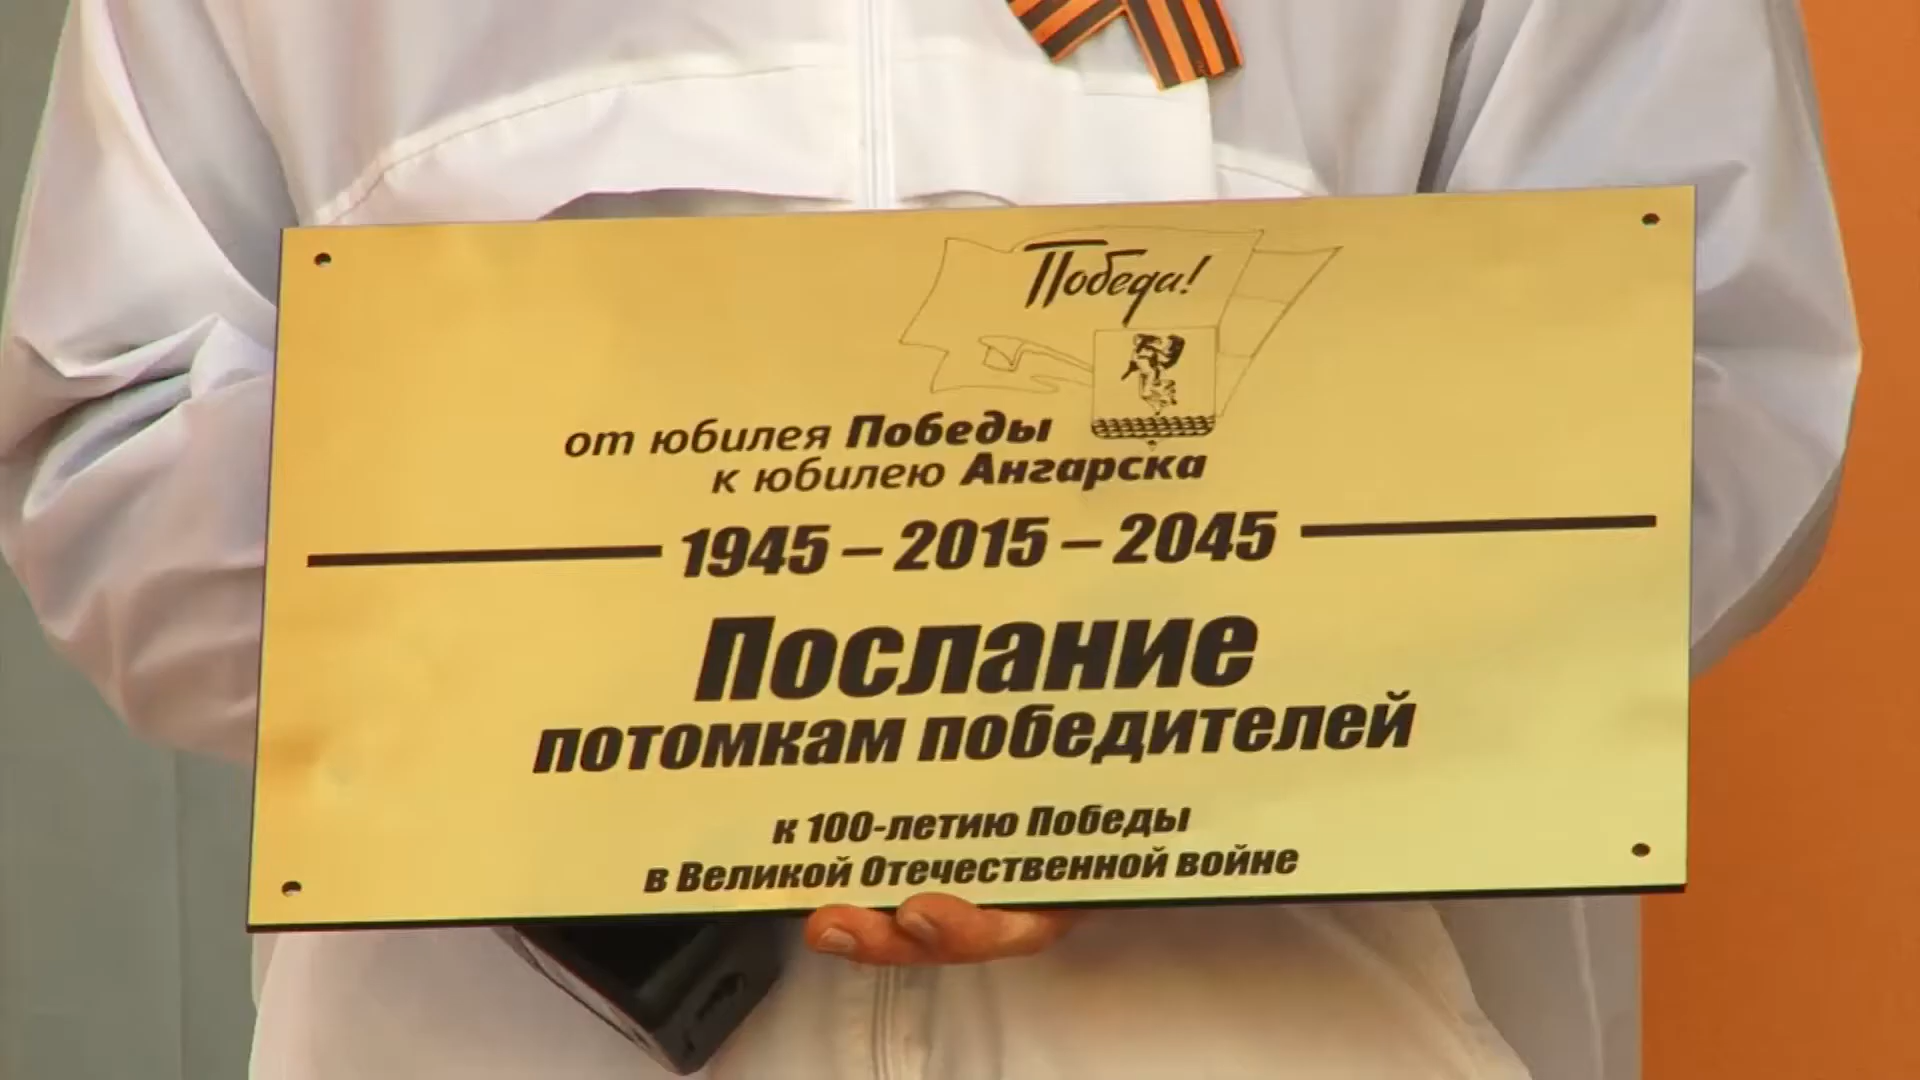 Победа!
от юбилея Победы
к юбилею Ангарска
1945 – 2015 – 2045
Послание
потомкам победителей
к 100-летию Победы
в Великой Отечественной войне